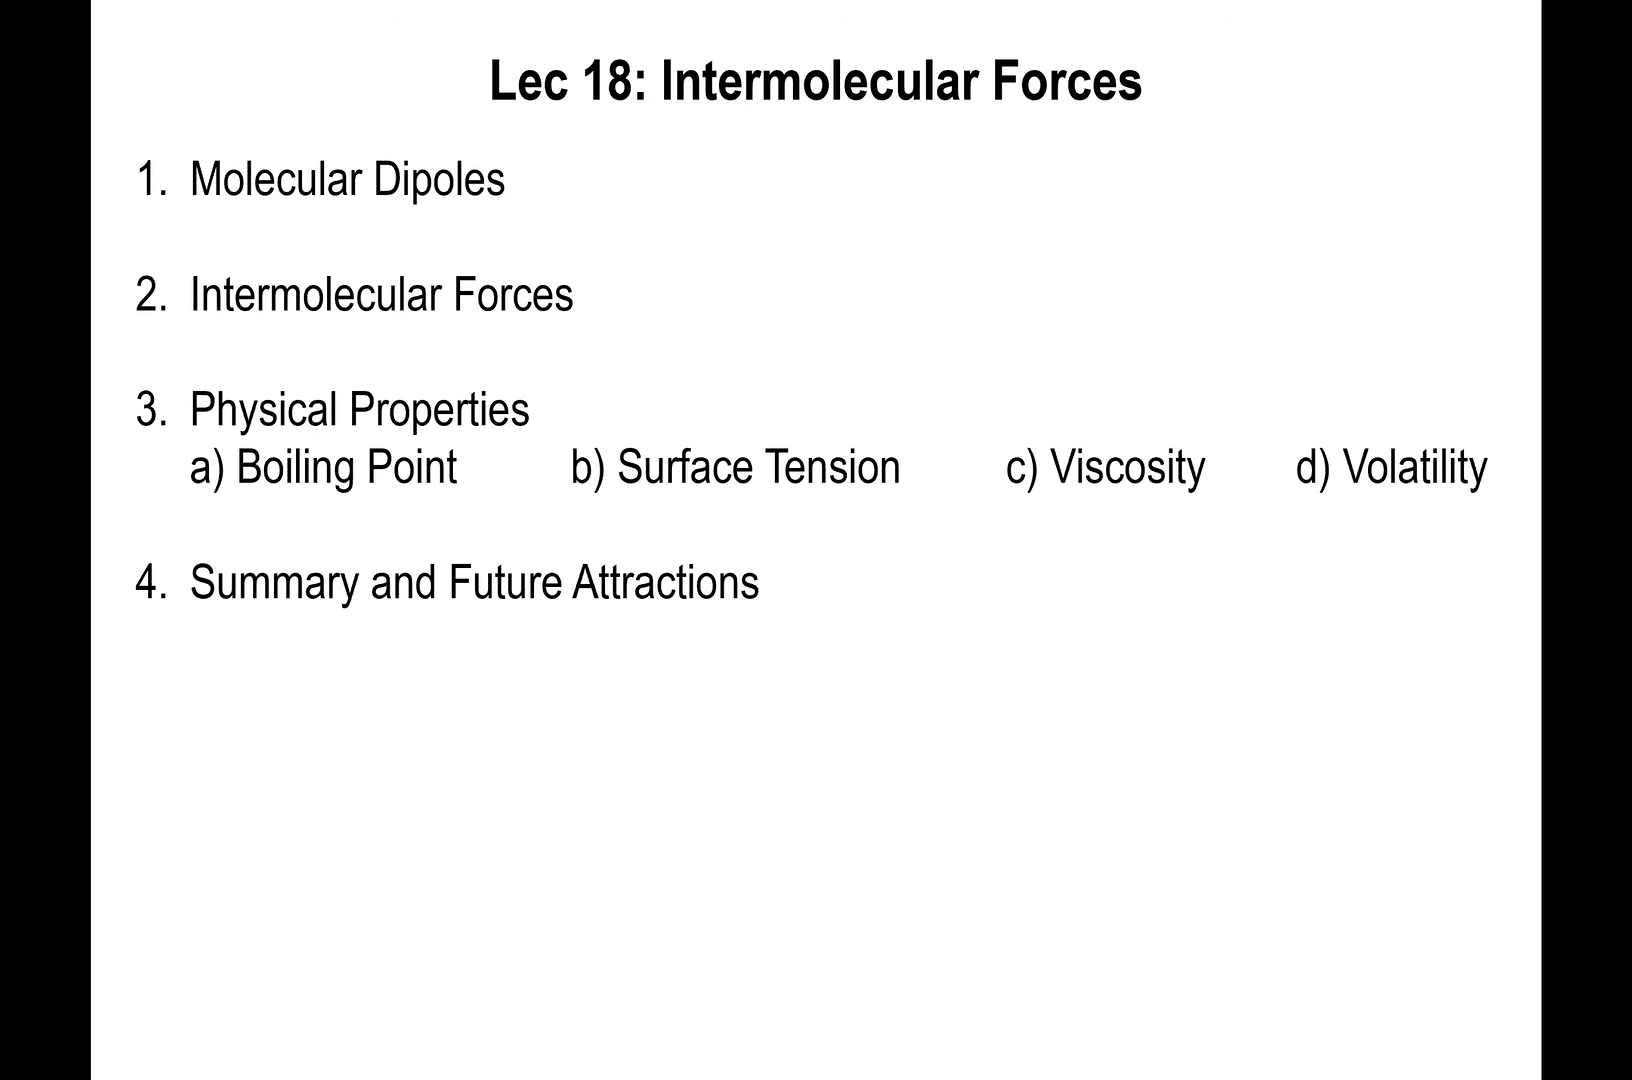 Lec 18: Intermolecular Forces
1. Molecular Dipoles
2. Intermolecular Forces
3. Physical Properties
a) Boiling Point b) Surface Tension c) Viscosity d) Volatility
4. Summary and Future Attractions